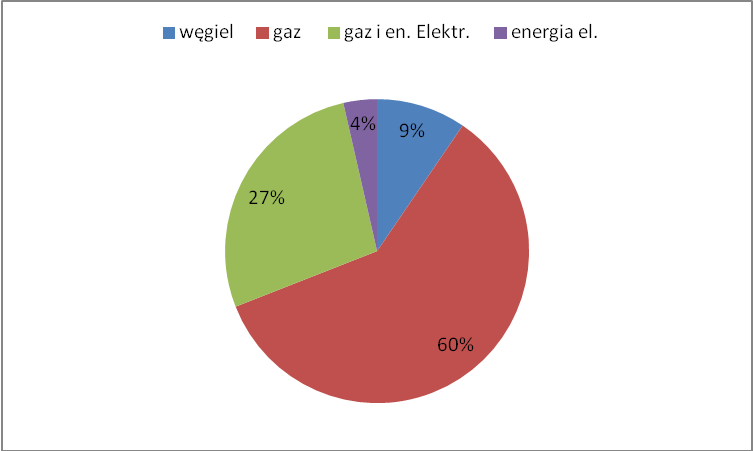 węgiel gaz gaz i en. Elektr. energia el.
4% 9%
27%
60%